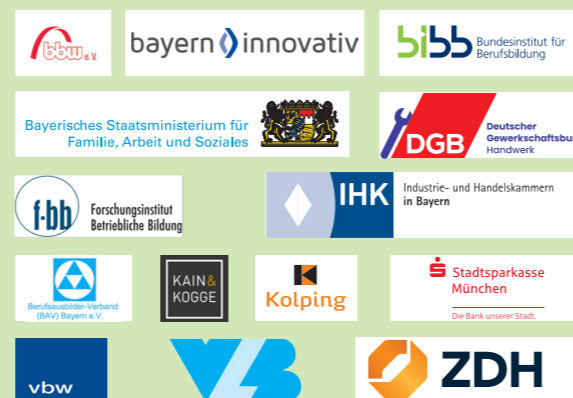 bbw e.V.
bayern innovativ
bibb Bundesinstitut für
Berufsbildung
Bayerisches Staatsministerium für
Familie, Arbeit und Soziales
DGB
Deutscher
Gewerkschaftsbu
Handwerk
f-bb
Forschungsinstitut
Betriebliche Bildung
IHK
Industrie- und Handelskammern
in Bayern
Berufsausbilder-Verband
(BAV) Bayern e.V.
KAIN&
KOGGE
Kolping
Stadtsparkasse
München
Die Bank unserer Stadt.
vbw
VLB
ZDH